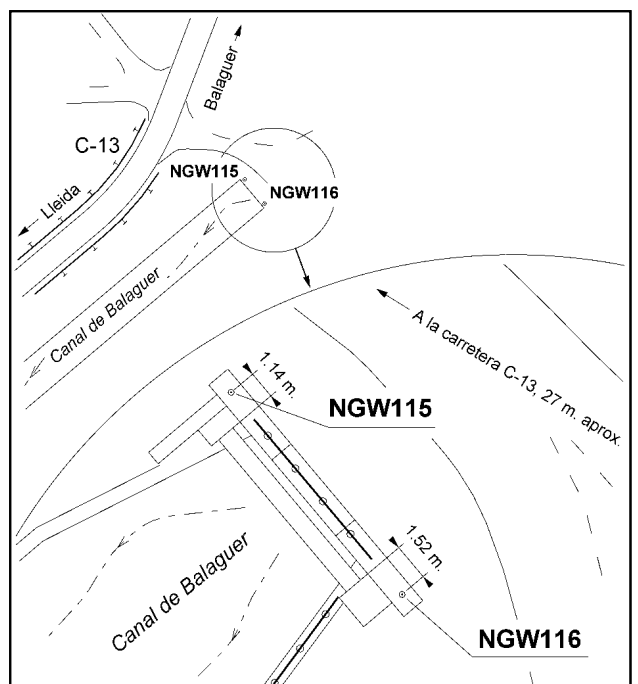 Balaguer
C-13
NGW115
NGW116
Lleida
Canal de Balaguer
A la carretera C-13, 27 m. aprox.
1.14 m.
NGW115
1.52 m.
Canal de Balaguer
NGW116